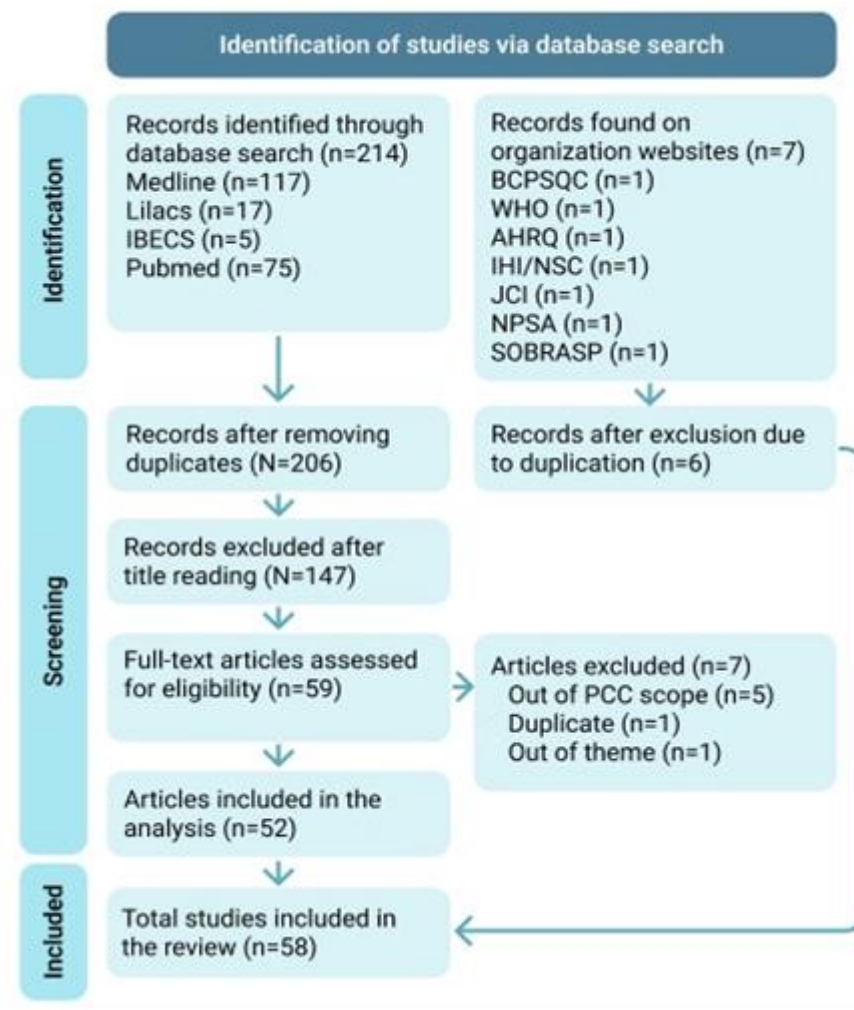 Identification of studies via database search
Identification
Records identified through
database search (n=214)
Medline (n=117)
Lilacs (n=17)
IBECS (n=5)
Pubmed (n=75)
Records found on
organization websites (n=7)
BCPSQC (n=1)
WHO (n=1)
AHRQ (n=1)
IHI/NSC (n=1)
JCI (n=1)
NPSA (n=1)
SOBRASP (n=1)
Screening
Records after removing
duplicates (N=206)
Records after exclusion due
to duplication (n=6)
Records excluded after
title reading (N=147)
Full-text articles assessed
for eligibility (n=59)
Articles excluded (n=7)
Out of PCC scope (n=5)
Duplicate (n=1)
Out of theme (n=1)
Articles included in the
analysis (n=52)
Included
Total studies included in
the review (n=58)